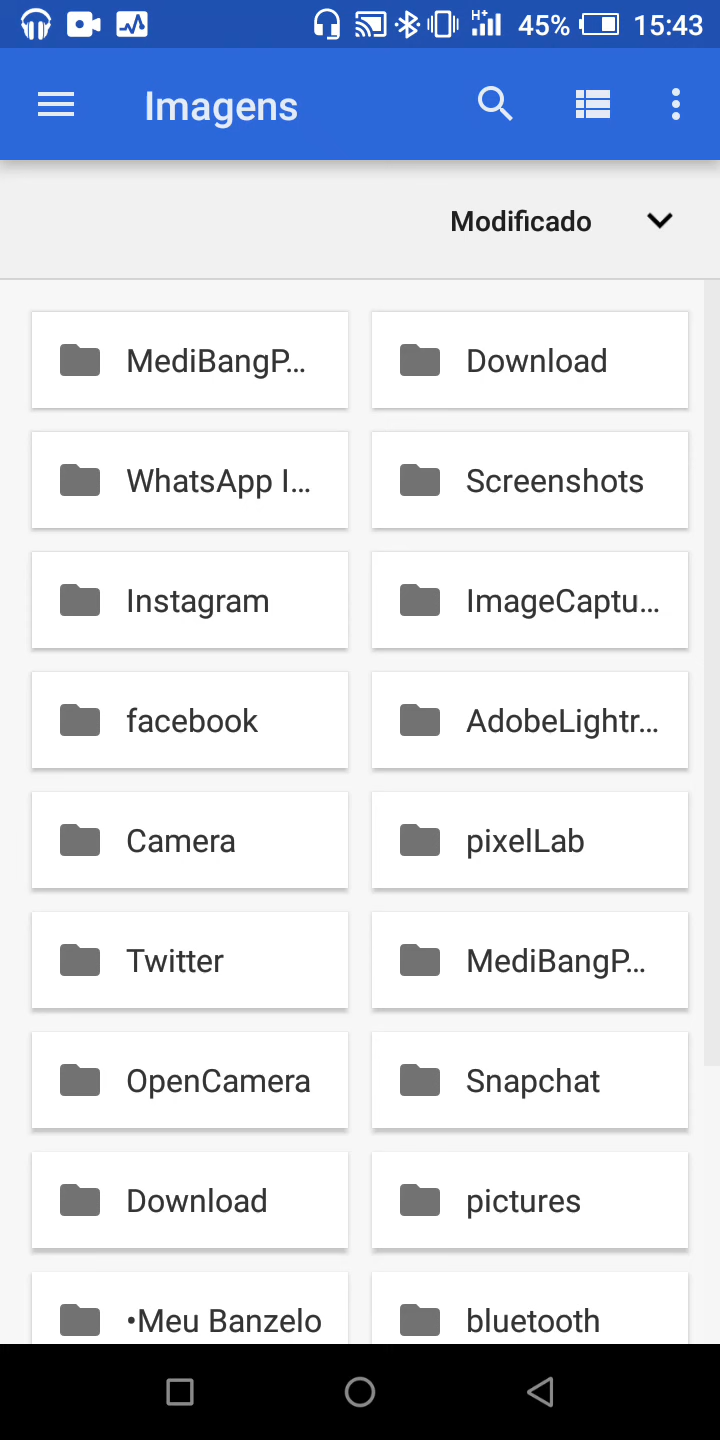 H+ 45% 15:43
Imagens
Modificado
MediBangP... Download
WhatsApp I... Screenshots
Instagram ImageCaptu...
facebook AdobeLightr...
Camera pixelLab
Twitter MediBangP...
OpenCamera Snapchat
Download pictures
•Meu Banzelo bluetooth